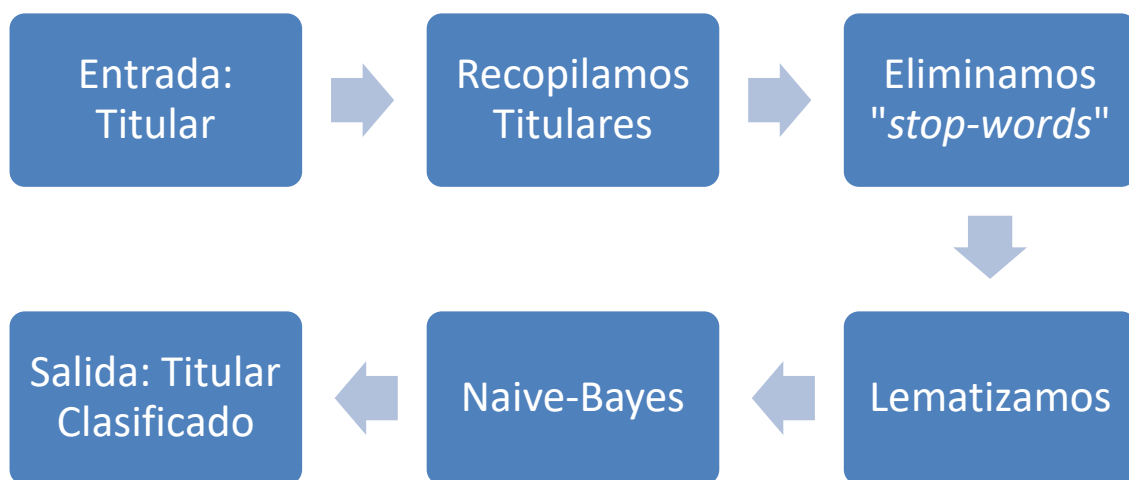 Entrada:
Titular
Recopilamos
Titulares
Eliminamos
"stop-words"
Lematizamos
Naive-Bayes
Salida: Titular
Clasificado